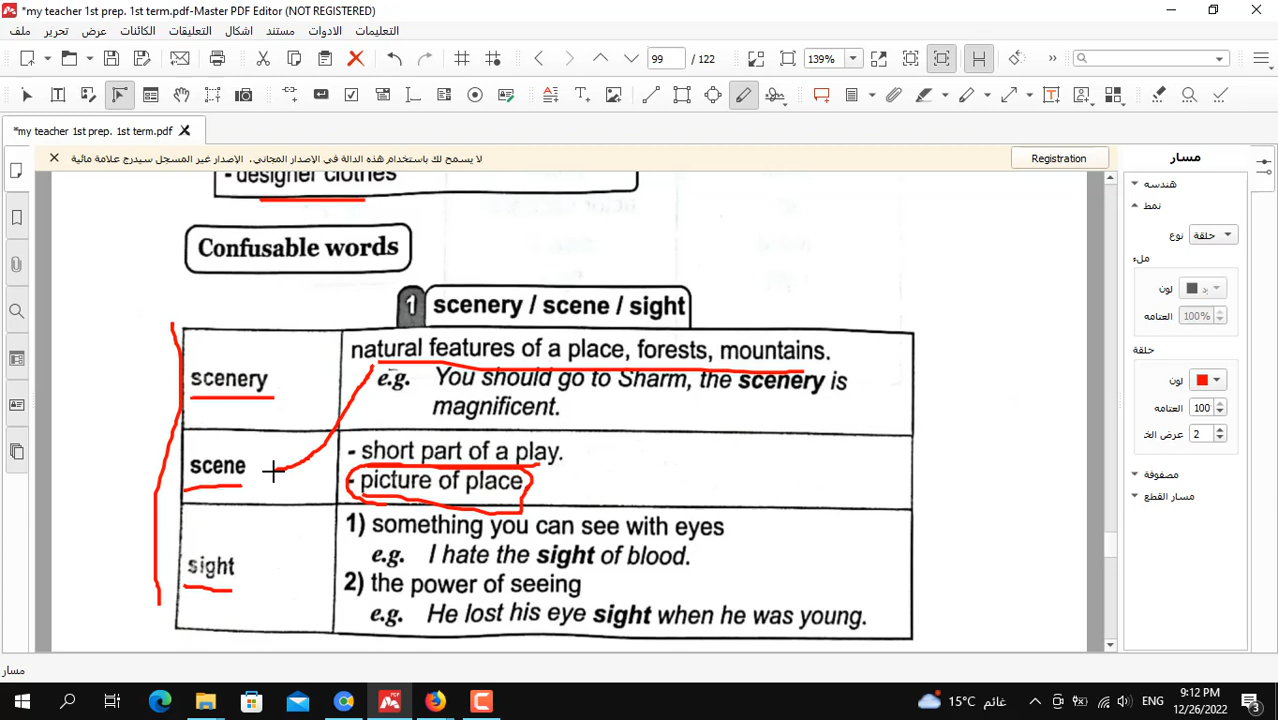 *my teacher 1st prep. 1st term.pdf-Master PDF Editor (NOT REGISTERED)
ملف تحرير عرض الكائنات التعليقات اشكال مستند الادوات التعليمات
99 / 122 139%
*my teacher 1st prep. 1st term.pdf
لا يسمح لك باستخدام هذه الدالة في الإصدار المجاني. الإصدار غير المسجل سيدرج علامة مائية
Registration
مسار
- designer clothes
Confusable words
1 scenery / scene / sight
scenery
natural features of a place, forests, mountains.
e.g. You should go to Sharm, the scenery is
magnificent.
scene
- short part of a play.
- picture of place
sight
1) something you can see with eyes
e.g. I hate the sight of blood.
2) the power of seeing
e.g. He lost his eye sight when he was young.
هندسه
نمط
نوع حلقة
ملء
لون
العتامه 100%
حلقة
لون
العتامه 100
عرض الخ 2
مصفوفة
مسار القطع
مسار
15°C غائم
ENG
9:12 PM
12/26/2022
3